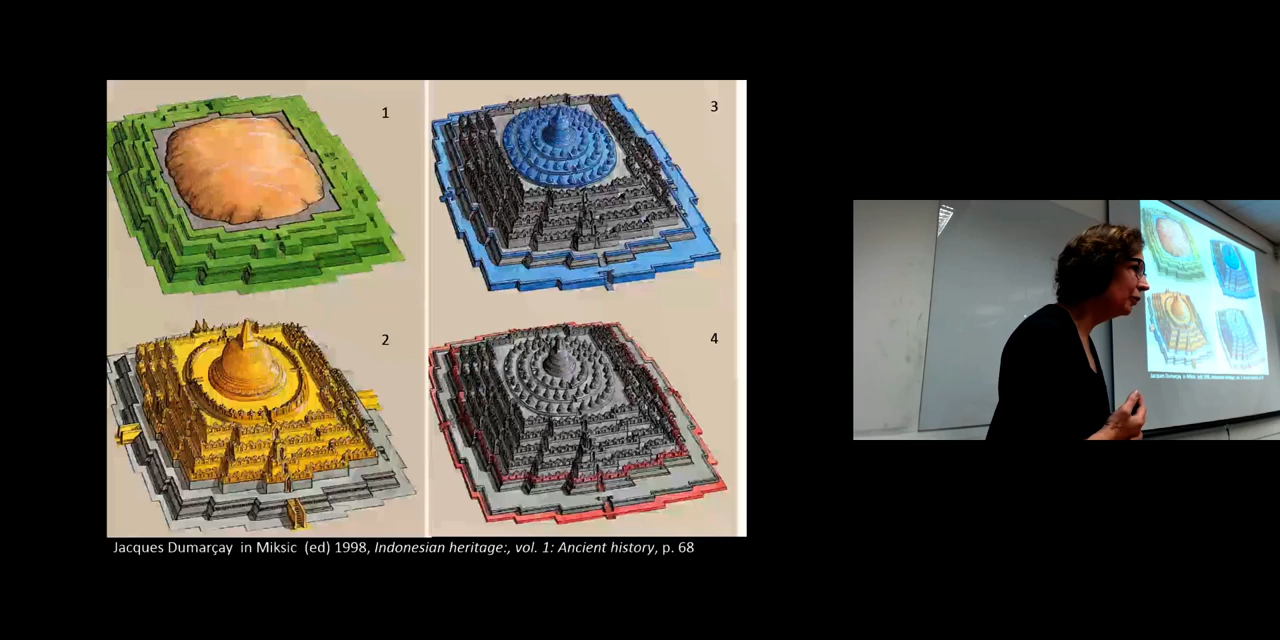 1
3
2
4
Jacques Dumarçay in Miksic (ed) 1998, Indonesian heritage:, vol. 1: Ancient history, p. 68